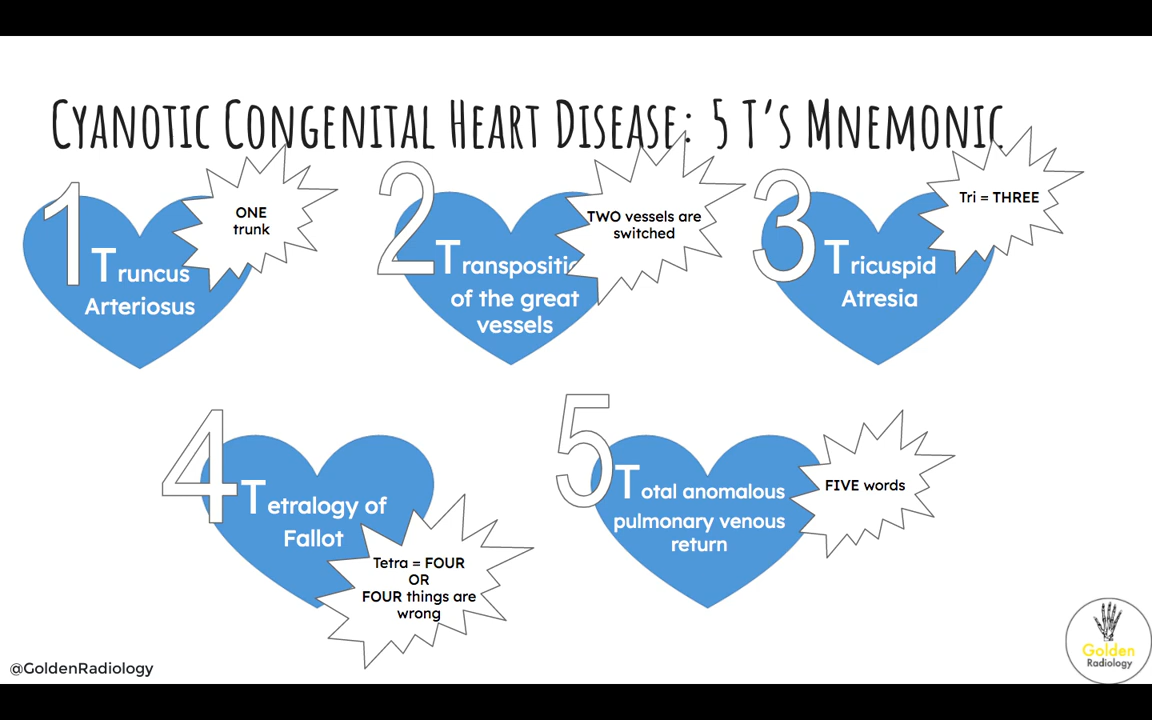 Cyanotic Congenital Heart Disease: 5 T's Mnemonic
1
Truncus
Arteriosus
ONE
trunk
2
Transpositio
of the great
vessels
TWO vessels are
switched
3
Tricuspid
Atresia
Tri = THREE
4
Tetralogy of
Fallot
Tetra = FOUR
OR
FOUR things are
wrong
5
Total anomalous
pulmonary venous
return
FIVE words
@GoldenRadiology
Golden
Radiology